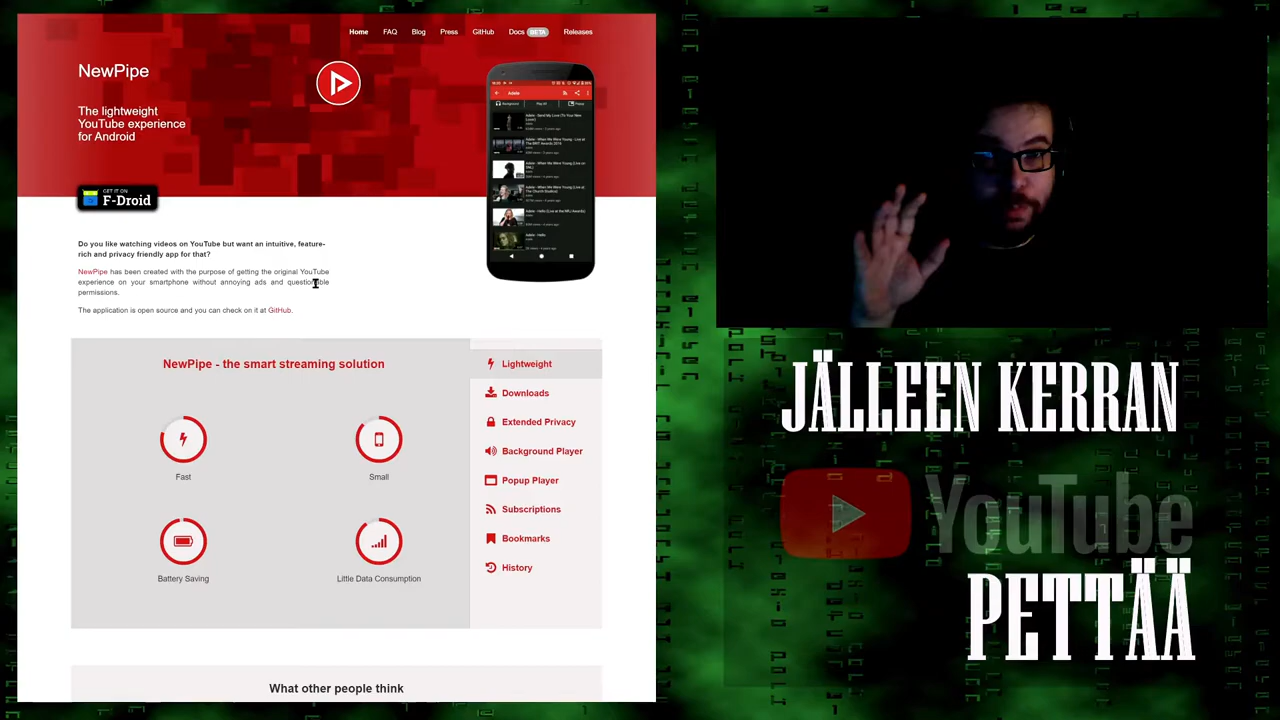 Home FAQ Blog Press GitHub Docs BETA Releases
NewPipe
The lightweight
YouTube experience
for Android
GET IT ON
F-Droid
Adele
Background Play All Popup
Do you like watching videos on YouTube but want an intuitive, feature-
rich and privacy friendly app for that?
NewPipe has been created with the purpose of getting the original YouTube
experience on your smartphone without annoying ads and questionable
permissions.
The application is open source and you can check on it at GitHub.
NewPipe - the smart streaming solution
Fast
Small
Battery Saving
Little Data Consumption
Lightweight
Downloads
Extended Privacy
Background Player
Popup Player
Subscriptions
Bookmarks
History
What other people think
JÄLLEEN KERRAN
YouTube
PETTÄÄ